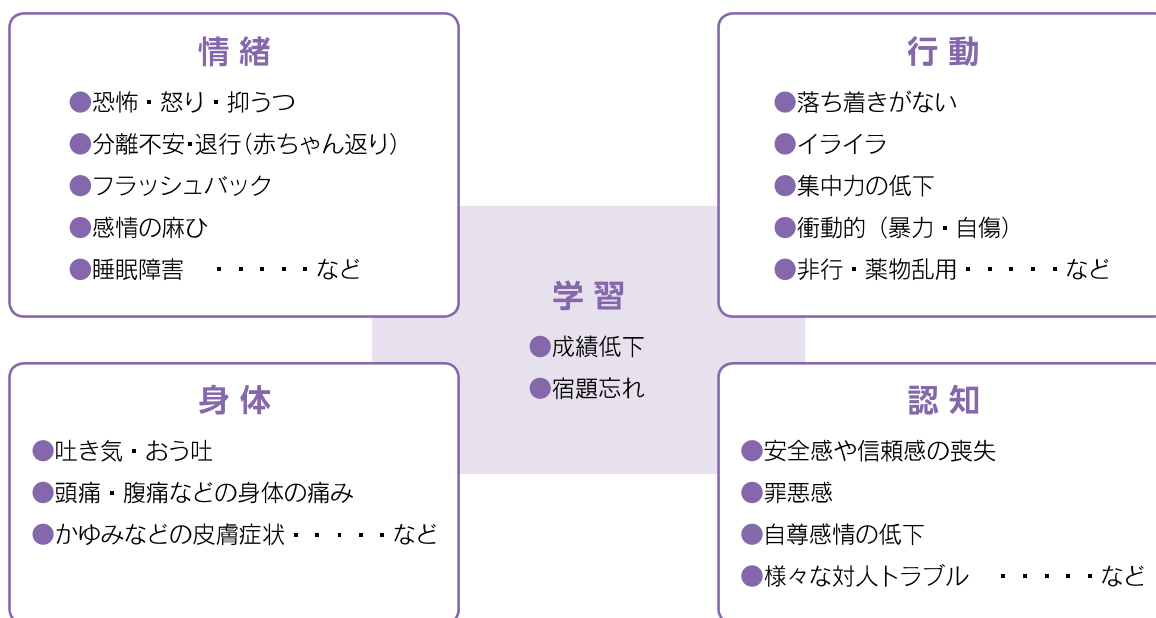 情緒
●恐怖・怒り・抑うつ
●分離不安・退行(赤ちゃん返り)
●フラッシュバック
●感情の麻ひ
●睡眠障害　・・・・・など
行動
●落ち着きがない
●イライラ
●集中力の低下
●衝動的（暴力・自傷）
●非行・薬物乱用・・・・・など
学習
●成績低下
●宿題忘れ
身体
●吐き気・おう吐
●頭痛・腹痛などの身体の痛み
●かゆみなどの皮膚症状・・・・・など
認知
●安全感や信頼感の喪失
●罪悪感
●自尊感情の低下
●様々な対人トラブル　・・・・・など